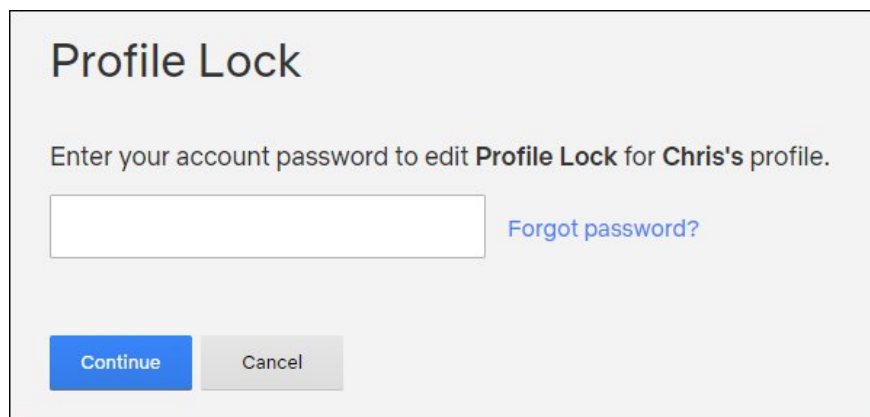 Profile Lock
Enter your account password to edit Profile Lock for Chris's profile.
Forgot password?
Continue Cancel